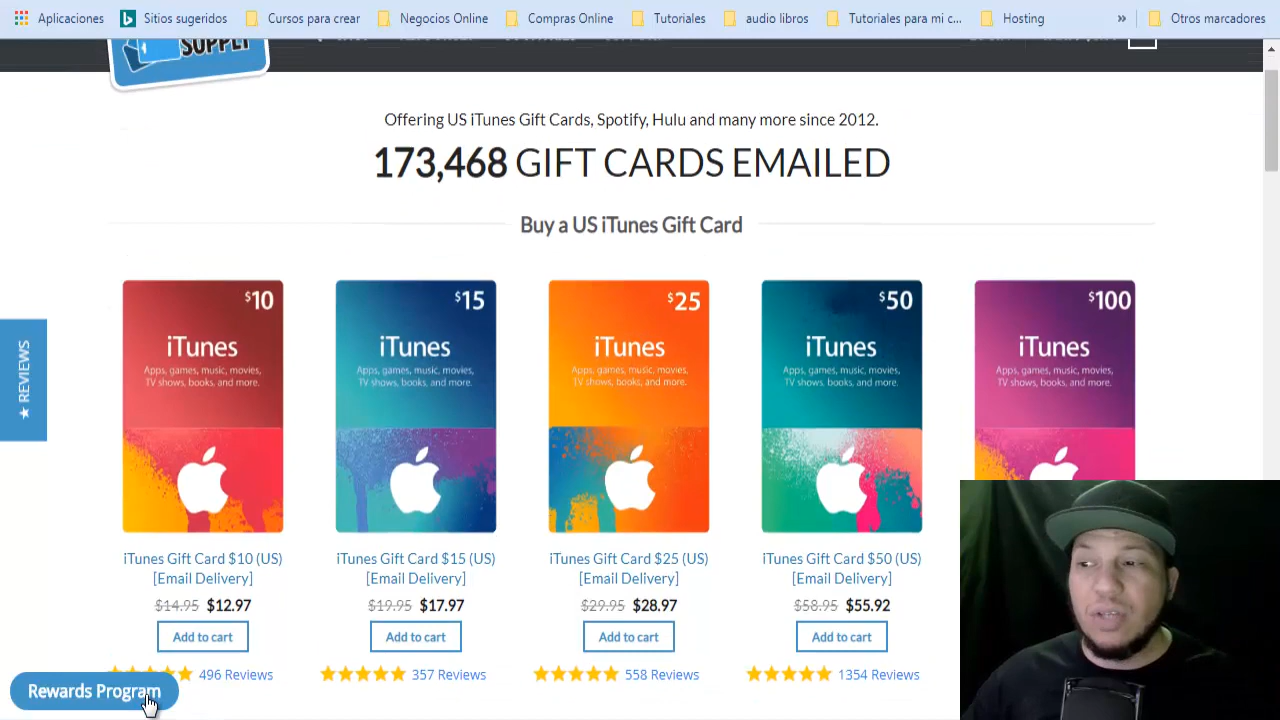 Aplicaciones
Sitios sugeridos
Cursos para crear
Negocios Online
Compras Online
Tutoriales
audio libros
Tutoriales para mi c...
Hosting
»
Otros marcadores
SUPPLY
Offering US iTunes Gift Cards, Spotify, Hulu and many more since 2012.
173,468 GIFT CARDS EMAILED
Buy a US iTunes Gift Card
$10
iTunes
Apps, games, music, movies,
TV shows, books, and more.
$15
iTunes
Apps, games, music, movies,
TV shows, books, and more.
$25
iTunes
Apps, games, music, movies,
TV shows, books, and more.
$50
iTunes
Apps, games, music, movies,
TV shows, books, and more.
$100
iTunes
Apps, games, music, movies,
TV shows, books, and more.
★ REVIEWS
iTunes Gift Card $10 (US)
[Email Delivery]
$14.95 $12.97
Add to cart
496 Reviews
iTunes Gift Card $15 (US)
[Email Delivery]
$19.95 $17.97
Add to cart
357 Reviews
iTunes Gift Card $25 (US)
[Email Delivery]
$29.95 $28.97
Add to cart
558 Reviews
iTunes Gift Card $50 (US)
[Email Delivery]
$58.95 $55.92
Add to cart
1354 Reviews
Rewards Program